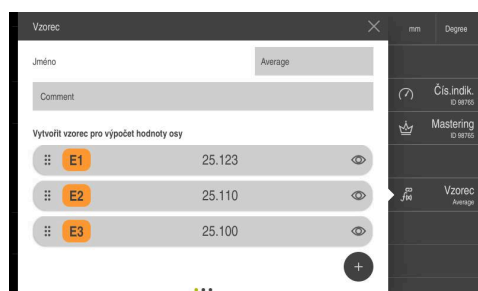 Vzorec
mm Degree
Jméno Average
Comment
Čís.indik.
ID 98765
Mastering
ID 98765
Vytvořit vzorec pro výpočet hodnoty osy
E1 25.123
E2 25.110
Vzorec
Average
E3 25.100